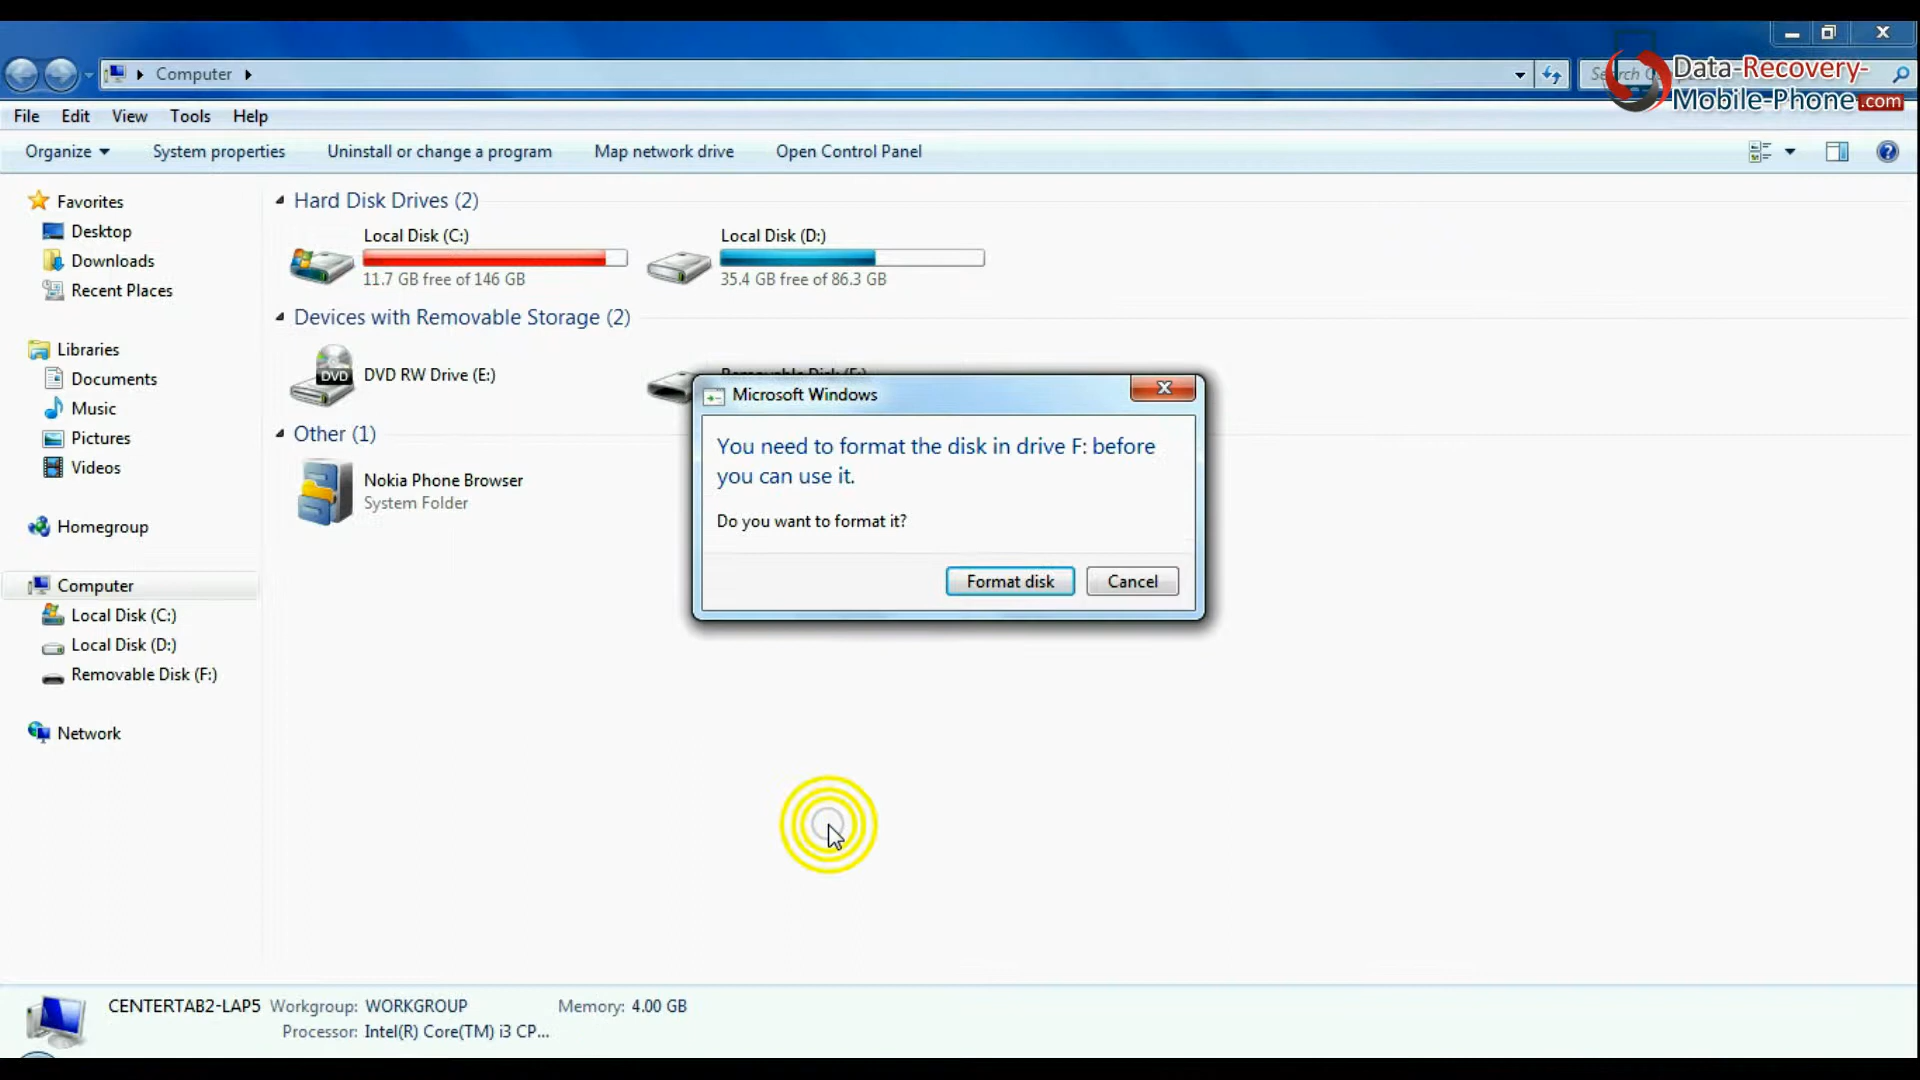 Computer
Search Co
Data-Recovery-
Mobile-Phone.com
File Edit View Tools Help
Organize System properties Uninstall or change a program Map network drive Open Control Panel
Favorites
Desktop
Downloads
Recent Places
Libraries
Documents
Music
Pictures
Videos
Homegroup
Computer
Local Disk (C:)
Local Disk (D:)
Removable Disk (F:)
Network
Hard Disk Drives (2)
Local Disk (C:)
11.7 GB free of 146 GB
Local Disk (D:)
35.4 GB free of 86.3 GB
Devices with Removable Storage (2)
DVD
DVD RW Drive (E:)
Removable Disk (F:)
Other (1)
Nokia Phone Browser
System Folder
Microsoft Windows
You need to format the disk in drive F: before
you can use it.
Do you want to format it?
Format disk Cancel
CENTERTAB2-LAP5 Workgroup: WORKGROUP Memory: 4.00 GB
Processor: Intel(R) Core(TM) i3 CP...